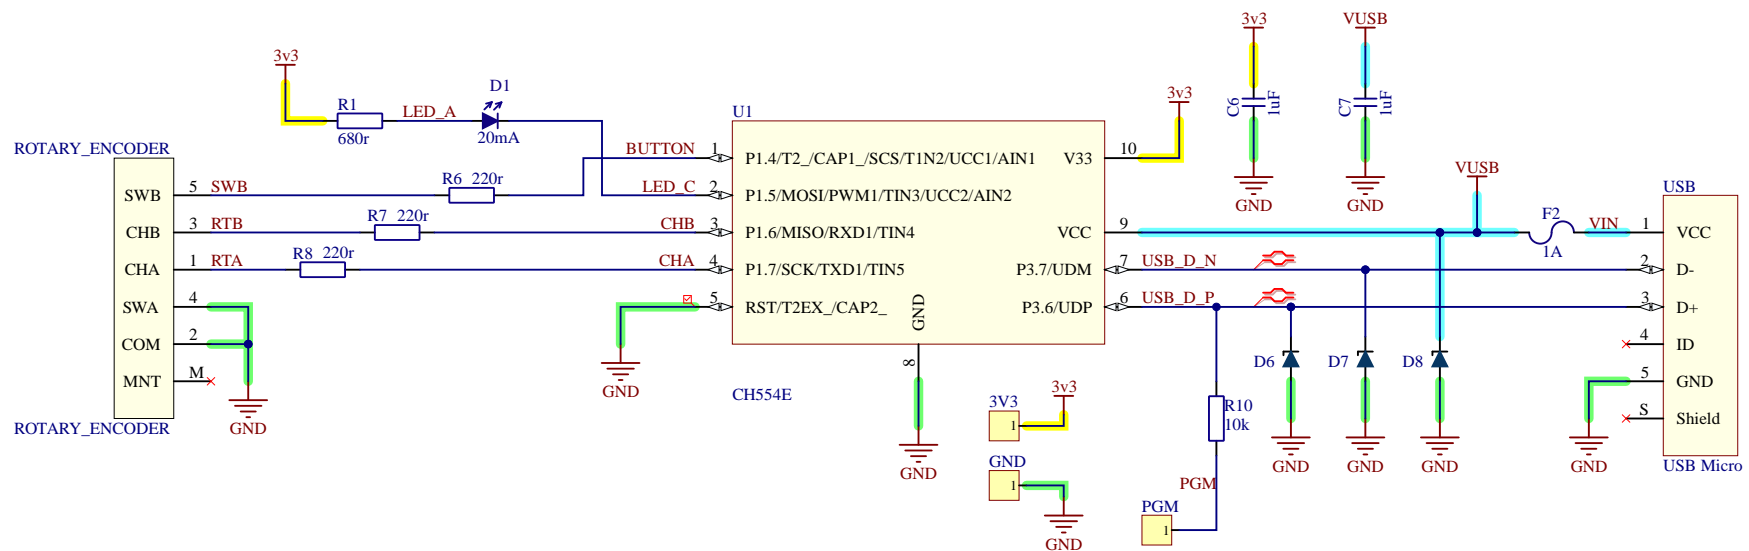 3v3
VUSB
C6
1uF
C7
1uF
GND
GND
3v3
R1
680r
LED_A
D1
20mA
ROTARY_ENCODER
SWB
5
SWB
CHB
3
RTB
CHA
1
RTA
SWA
4
COM
2
MNT
M
ROTARY_ENCODER
GND
R6 220r
R7 220r
R8 220r
BUTTON
LED_C
CHB
CHA
GND
U1
1
P1.4/T2_/CAP1_/SCS/T1N2/UCC1/AIN1
2
P1.5/MOSI/PWM1/TIN3/UCC2/AIN2
3
P1.6/MISO/RXD1/TIN4
4
P1.7/SCK/TXD1/TIN5
5
RST/T2EX_/CAP2_
V33
10
VCC
9
P3.7/UDM
7
P3.6/UDP
6
GND
8
CH554E
GND
3v3
VUSB
F2
1A
VIN
USB_D_N
USB_D_P
D6
D7
D8
GND
GND
GND
R10
10k
PGM
PGM
1
3V3
1
3v3
GND
1
GND
USB
1
VCC
2
D-
3
D+
4
ID
5
GND
S
Shield
USB Micro
GND